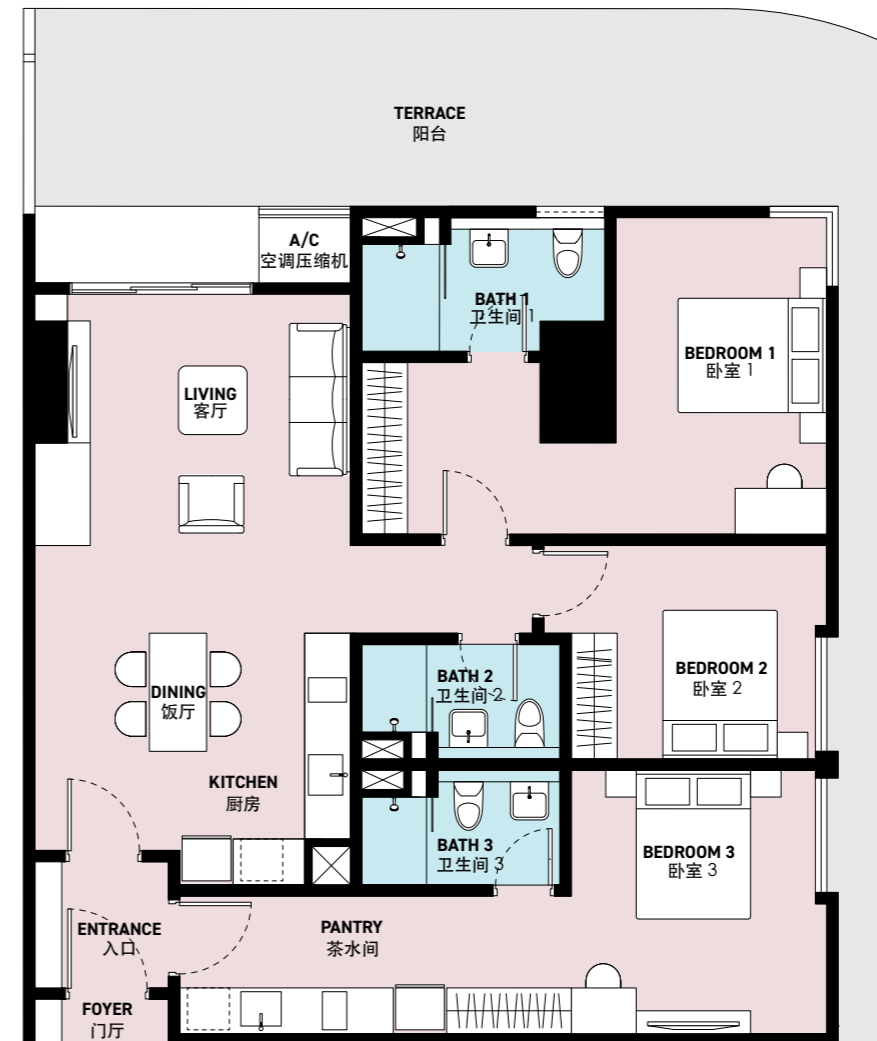 TERRACE
阳台
A/C
空调压缩机
BATH 1
卫生间 1
BEDROOM 1
卧室 1
LIVING
客厅
BATH 2
卫生间 2
BEDROOM 2
卧室 2
DINING
饭厅
KITCHEN
厨房
BATH 3
卫生间 3
BEDROOM 3
卧室 3
ENTRANCE
入口
PANTRY
茶水间
FOYER
门厅